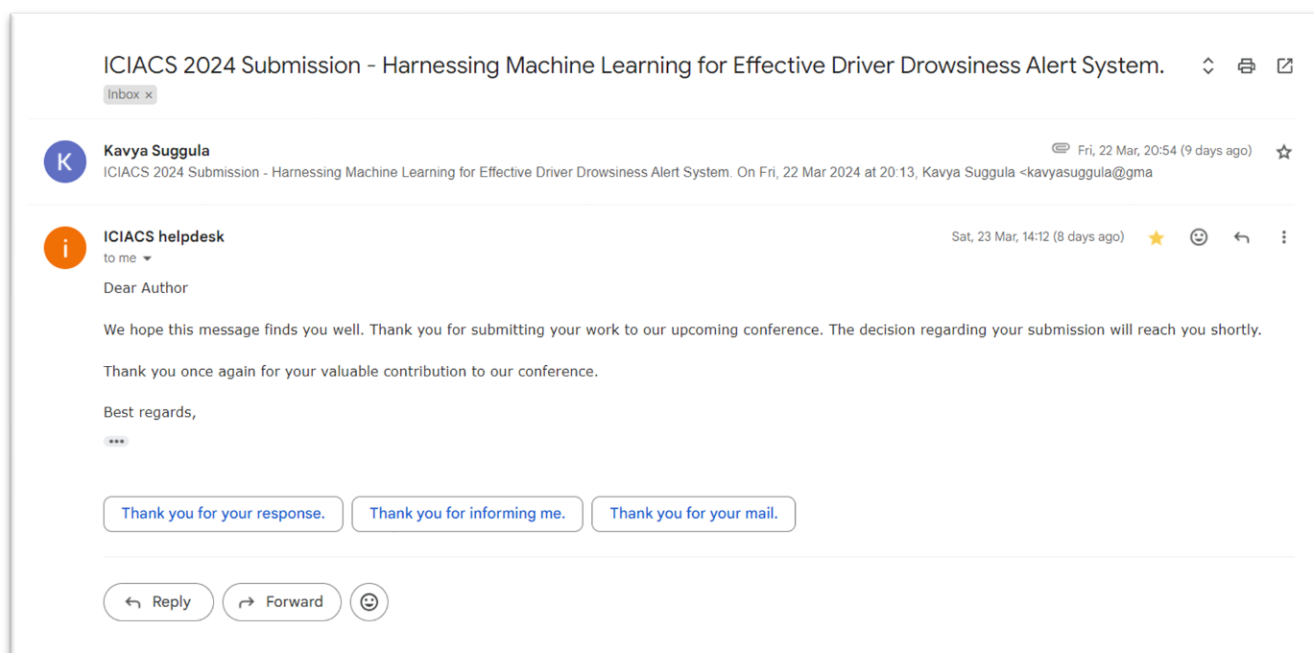 ICIACS 2024 Submission - Harnessing Machine Learning for Effective Driver Drowsiness Alert System.
Inbox ×
K
Kavya Suggula
Fri, 22 Mar, 20:54 (9 days ago)
ICIACS 2024 Submission - Harnessing Machine Learning for Effective Driver Drowsiness Alert System. On Fri, 22 Mar 2024 at 20:13, Kavya Suggula <kavyasuggula@gma
i
ICIACS helpdesk
Sat, 23 Mar, 14:12 (8 days ago)
to me
Dear Author
We hope this message finds you well. Thank you for submitting your work to our upcoming conference. The decision regarding your submission will reach you shortly.
Thank you once again for your valuable contribution to our conference.
Best regards,
Thank you for your response.
Thank you for informing me.
Thank you for your mail.
Reply
Forward